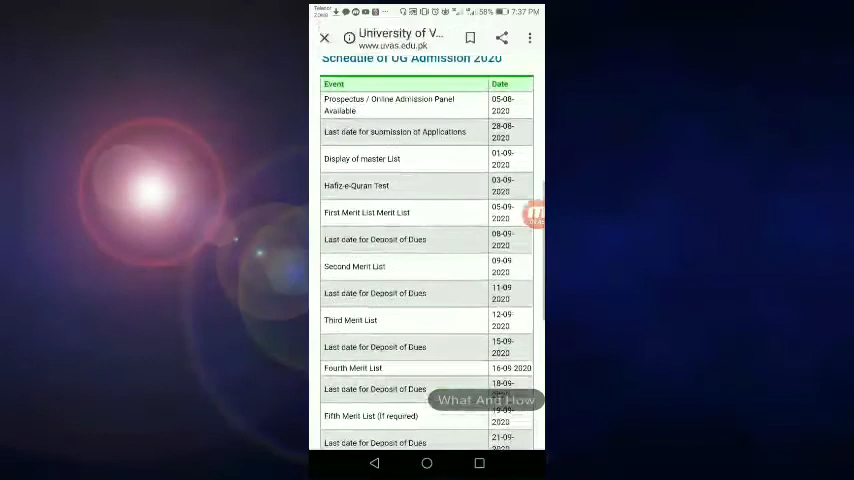 Telenor
58% 7:37 PM
University of V...
www.uvas.edu.pk
Schedule of UG Admission 2020
Event Date
Prospectus / Online Admission Panel
Available
05-08-
2020
Last date for submission of Applications
28-08-
2020
Display of master List
01-09-
2020
Hafiz-e-Quran Test
03-09-
2020
First Merit List Merit List
05-09-
2020
Last date for Deposit of Dues
08-09-
2020
Second Merit List
09-09
2020
Last date for Deposit of Dues
11-09
2020
Third Merit List
12-09
2020
Last date for Deposit of Dues
15-09
2020
Fourth Merit List 16-09 2020
Last date for Deposit of Dues
18-09-
What And How
Fifth Merit List (if required)
19-09
2020
Last date for Deposit of Dues
21-09-